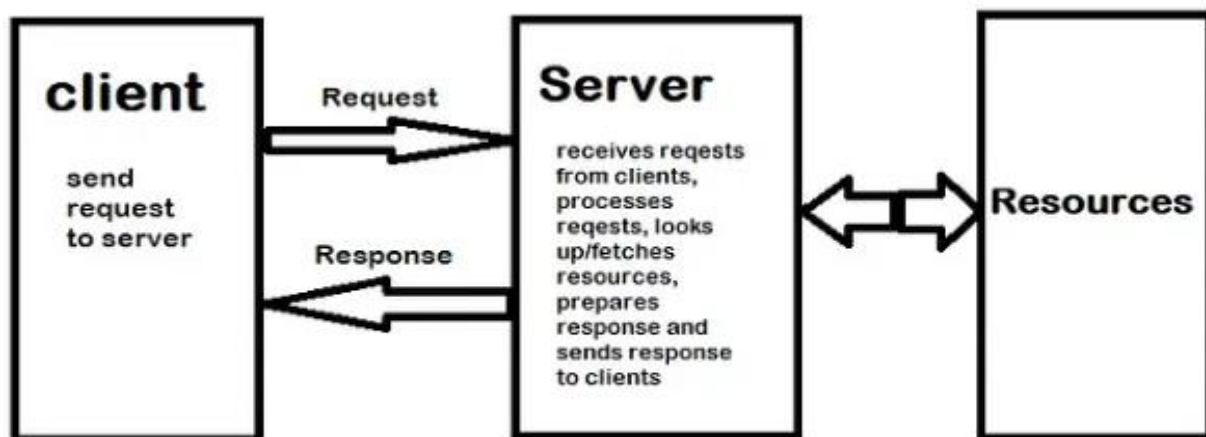 client
send
request
to server
Request
Response
Server
receives reqests
from clients,
processes
reqests, looks
up/fetches
resources,
prepares
response and
sends response
to clients
Resources